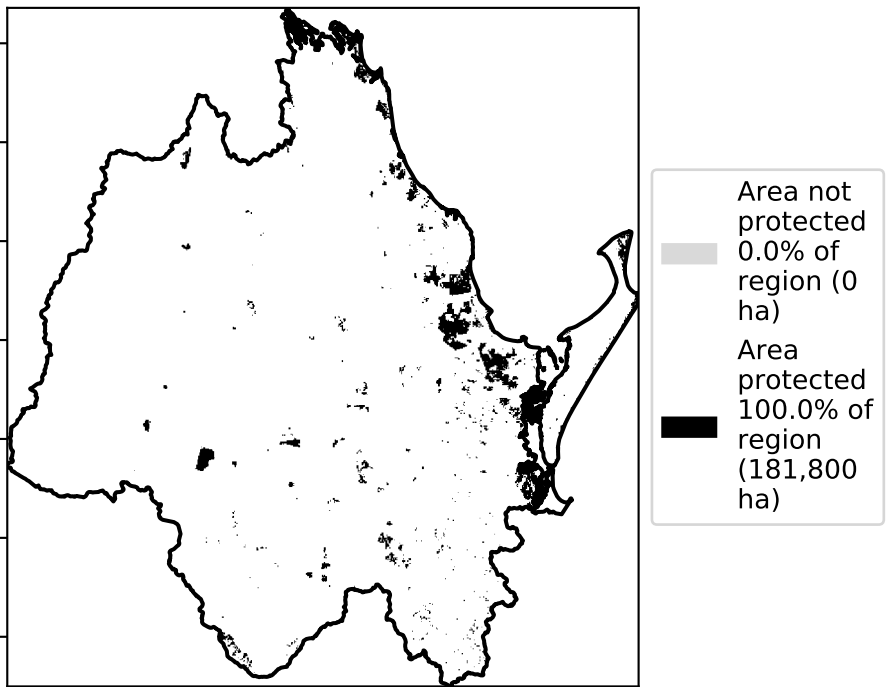 Area not
protected
0.0% of
region (0
ha)
Area
protected
100.0% of
region
(181,800
ha)